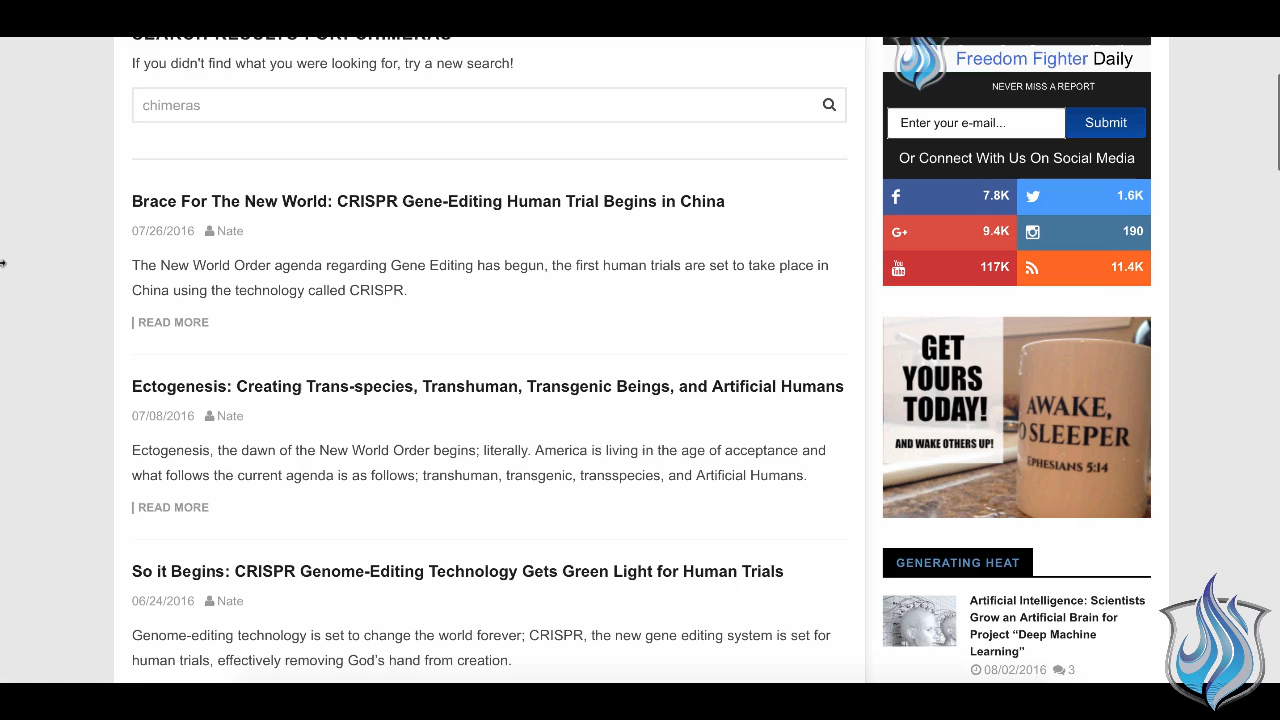 SEARCH RESULTS FOR: CHIMERAS
If you didn't find what you were looking for, try a new search!
chimeras
Brace For The New World: CRISPR Gene-Editing Human Trial Begins in China
07/26/2016 Nate
The New World Order agenda regarding Gene Editing has begun, the first human trials are set to take place in
China using the technology called CRISPR.
| READ MORE
Ectogenesis: Creating Trans-species, Transhuman, Transgenic Beings, and Artificial Humans
07/08/2016 Nate
Ectogenesis, the dawn of the New World Order begins; literally. America is living in the age of acceptance and
what follows the current agenda is as follows; transhuman, transgenic, transspecies, and Artificial Humans.
| READ MORE
So it Begins: CRISPR Genome-Editing Technology Gets Green Light for Human Trials
06/24/2016 Nate
Genome-editing technology is set to change the world forever; CRISPR, the new gene editing system is set for
human trials, effectively removing God's hand from creation.
Freedom Fighter Daily
NEVER MISS A REPORT
Enter your e-mail... Submit
Or Connect With Us On Social Media
7.8K 1.6K
G+ 9.4K 190
You Tube 117K 11.4K
GET
YOURS
TODAY!
AND WAKE OTHERS UP!
AWAKE,
O SLEEPER
EPHESIANS 5:14
GENERATING HEAT
Artificial Intelligence: Scientists
Grow an Artificial Brain for
Project “Deep Machine
Learning”
08/02/2016 3